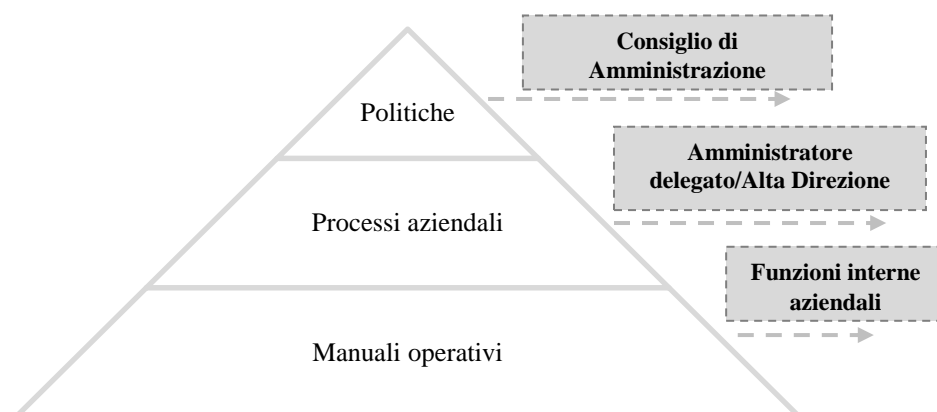 Consiglio di
Amministrazione
Politiche
Amministratore
delegato/Alta Direzione
Processi aziendali
Funzioni interne
aziendali
Manuali operativi